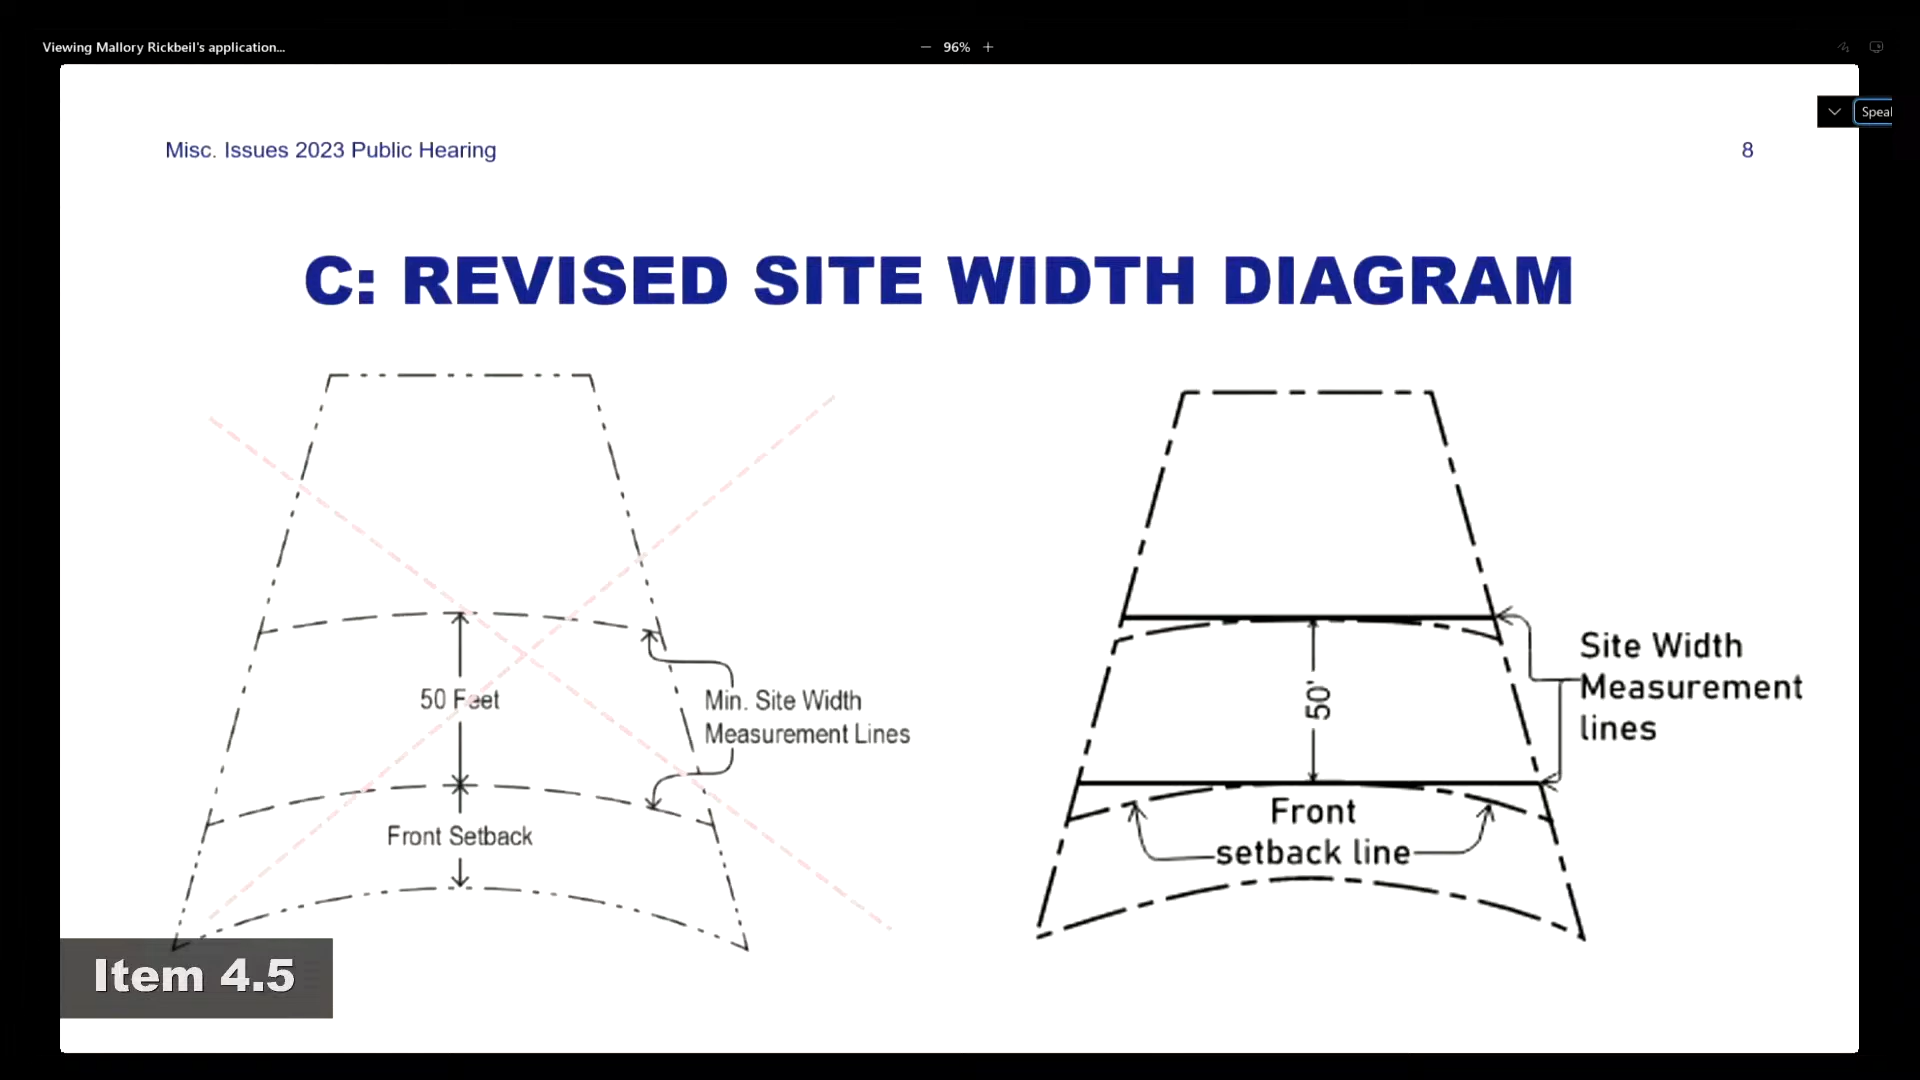 Viewing Mallory Rickbeil's application...
96%
Speal
Misc. Issues 2023 Public Hearing
8
C: REVISED SITE WIDTH DIAGRAM
50 Feet
Min. Site Width
Measurement Lines
Front Setback
50'
Site Width
Measurement
lines
Front
setback line
Item 4.5